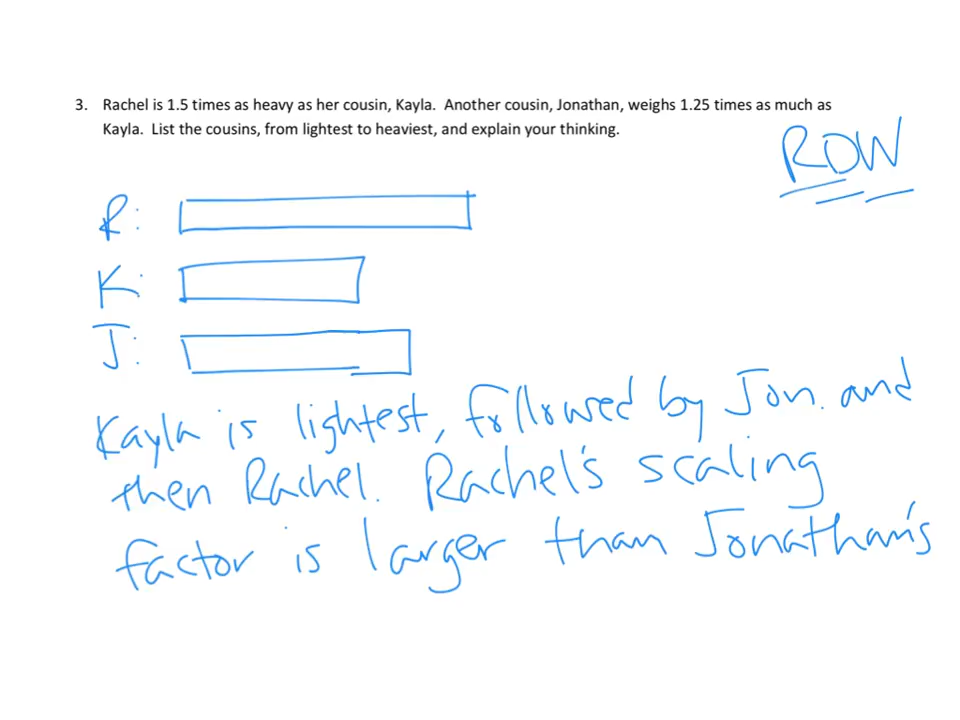 3. Rachel is 1.5 times as heavy as her cousin, Kayla. Another cousin, Jonathan, weighs 1.25 times as much as
Kayla. List the cousins, from lightest to heaviest, and explain your thinking.
RDW
R:
K:
J:
Kayla is lightest, followed by Jon. and
then Rachel. Rachel's scaling
factor is larger than Jonathan's